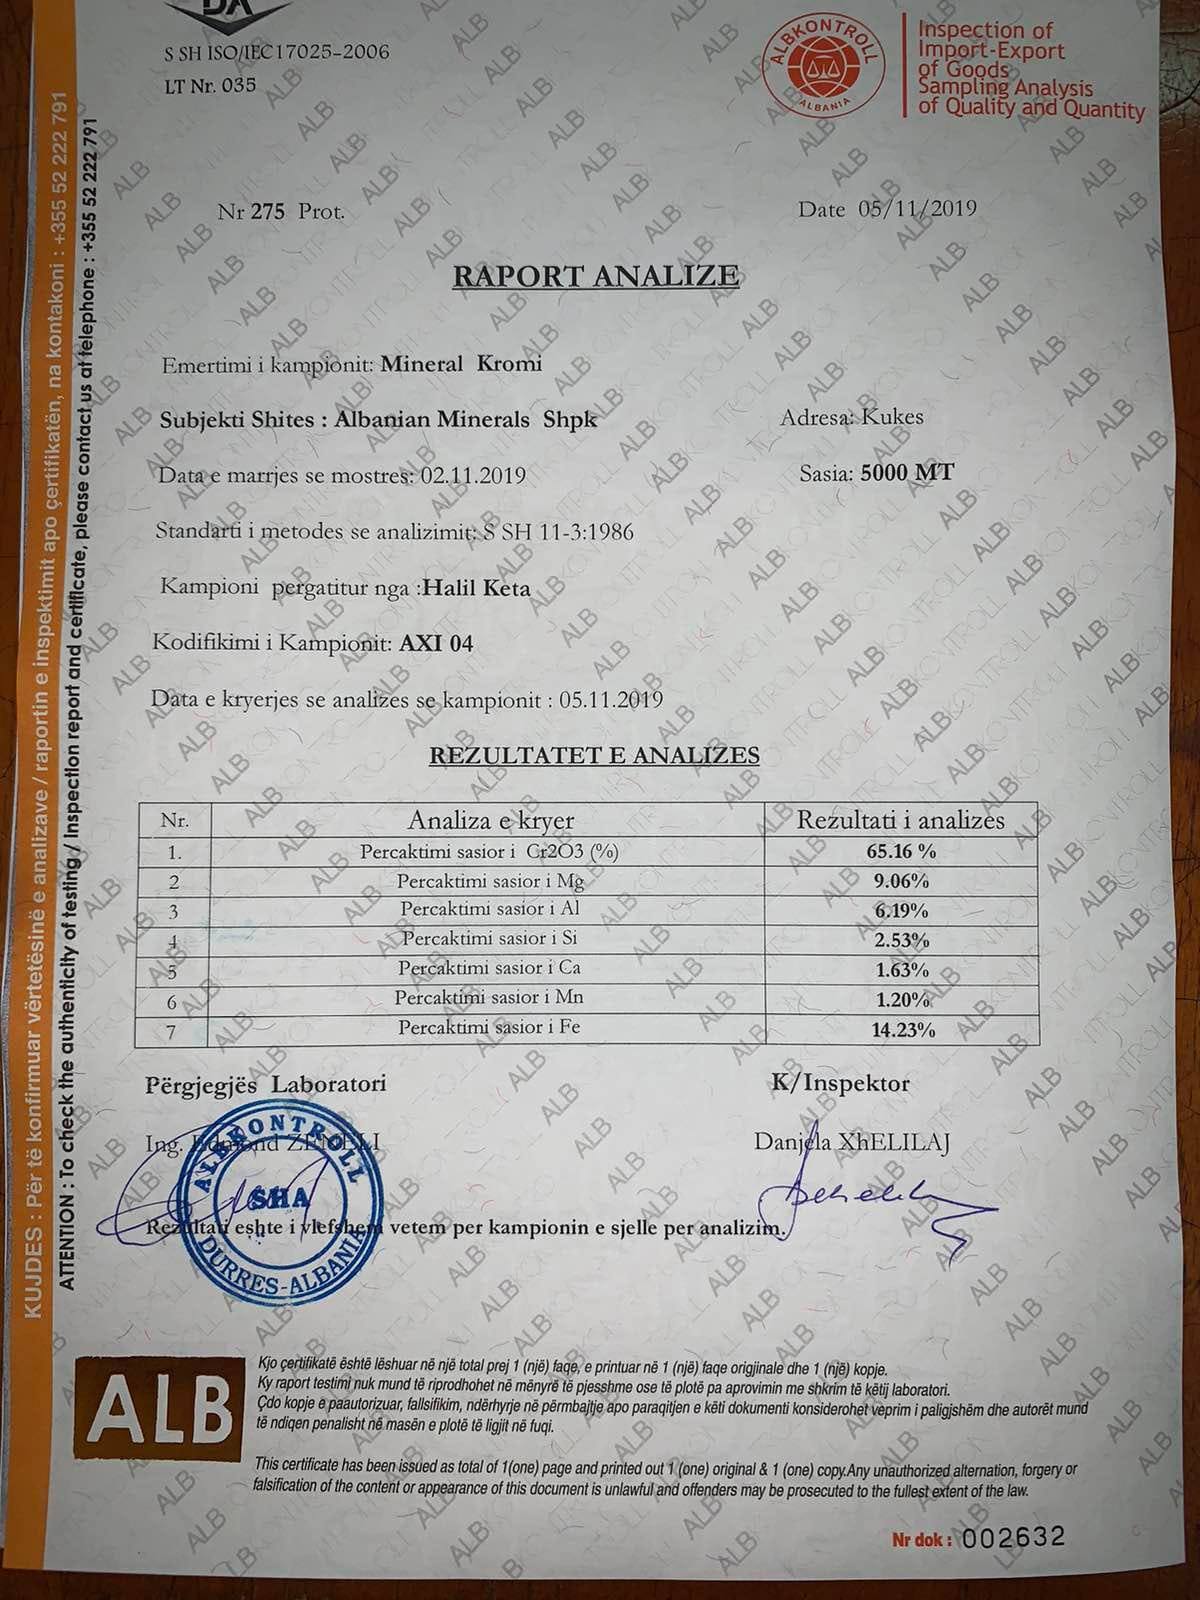 DA
S SH ISO/IEC17025-2006
LT Nr. 035
ALBKONTROLL
ALBANIA
Inspection of
Import-Export
of Goods
Sampling Analysis
of Quality and Quantity
Nr 275 Prot.
Date 05/11/2019
RAPORT ANALIZE
Emertimi i kampionit: Mineral Kromi
Subjekti Shites : Albanian Minerals Shpk
Adresa: Kukes
Data e marrjes se mostres: 02.11.2019
Sasia: 5000 MT
Standarti i metodes se analizimit: S SH 11-3:1986
Kampioni pergatitur nga :Halil Keta
Kodifikimi i Kampionit: AXI 04
Data e kryerjes se analizes se kampionit : 05.11.2019
REZULTATET E ANALIZES
Nr. Analiza e kryer Rezultati i analizës
1. Percaktimi sasior i Cr2O3 (%) 65.16 %
2 Percaktimi sasior i Mg 9.06%
3 Percaktimi sasior i Al 6.19%
4 Percaktimi sasior i Si 2.53%
5 Percaktimi sasior i Ca 1.63%
6 Percaktimi sasior i Mn 1.20%
7 Percaktimi sasior i Fe 14.23%
Përgjegjës Laboratori
K/Inspektor
Ing. Edmond ZENELI
Danjela XhELILAJ
ALBKONTROLL
SHA
DURRES-ALBANIA
Rezultati eshte i vlefshem vetem per kampionin e sjelle per analizim.
KUJDES : Për të konfirmuar vërtetësinë e analizave / raportin e inspektimit apo çertifikatën, na kontakoni : +355 52 222 791
ATTENTION : To check the authenticity of testing / Inspection report and certificate, please contact us at telephone : +355 52 222 791
ALB
Kjo çertifikatë është lëshuar në një total prej 1 (një) faqe, e printuar në 1 (një) faqe origjinale dhe 1 (një) kopje.
Ky raport testimi nuk mund të riprodhohet në mënyrë të pjesshme ose të plotë pa aprovimin me shkrim të këtij laboratori.
Çdo kopje e paautorizuar, fallsifikim, ndërhyrje në përmbajtje apo paraqitjen e këti dokumenti konsiderohet veprim i paligjshëm dhe autorët mund
të ndiqen penalisht në masën e plotë të ligjit në fuqi.
This certificate has been issued as total of 1(one) page and printed out 1 (one) original & 1 (one) copy.Any unauthorized alternation, forgery or
falsification of the content or appearance of this document is unlawful and offenders may be prosecuted to the fullest extent of the law.
Nr dok : 002632